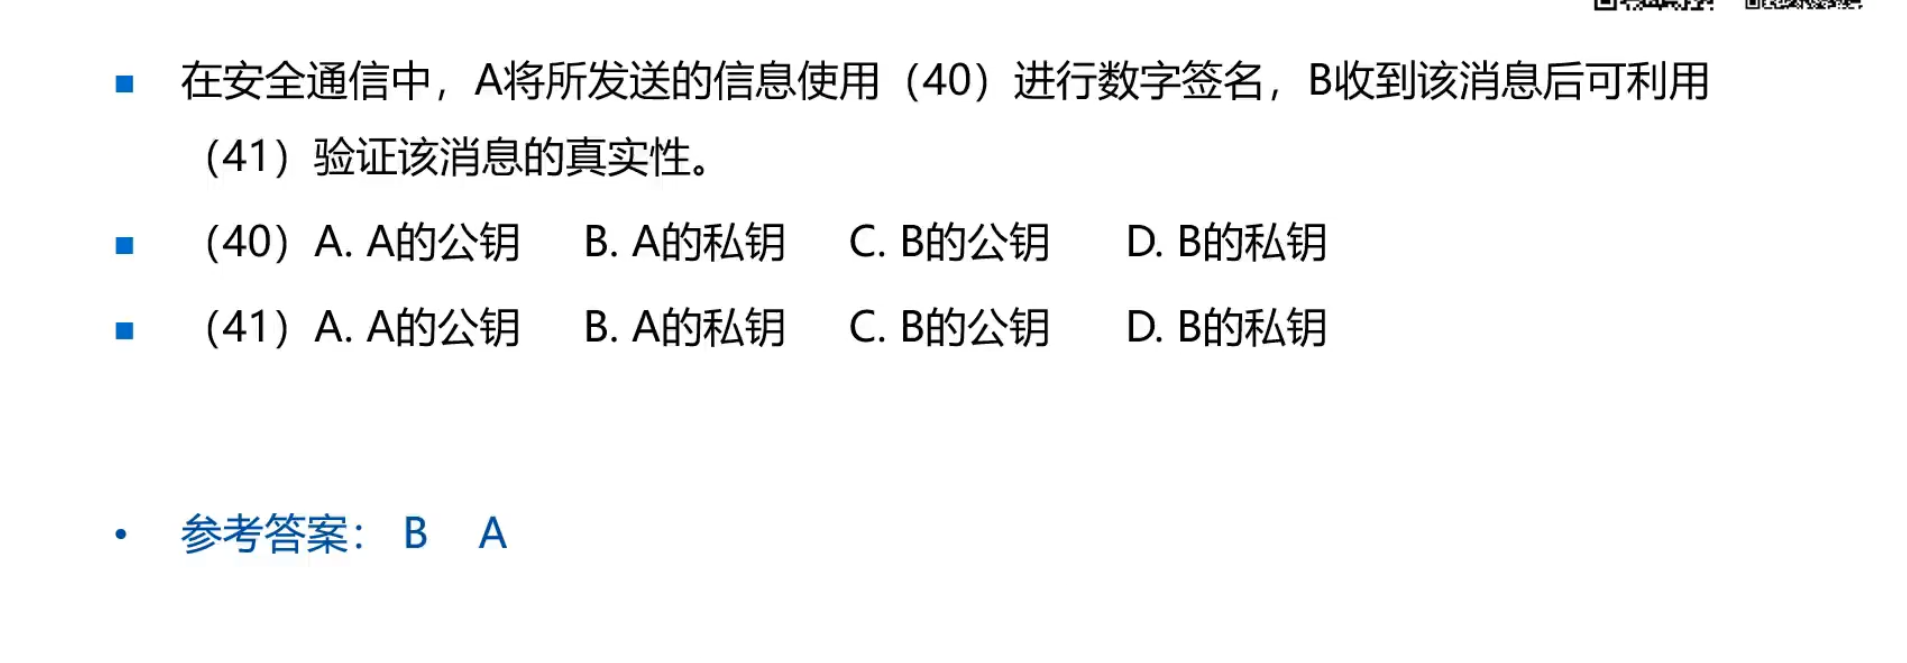 ■ 在安全通信中，A将所发送的信息使用（40）进行数字签名，B收到该消息后可利用
（41）验证该消息的真实性。
■ （40）A. A的公钥 B. A的私钥 C. B的公钥 D. B的私钥
■ （41）A. A的公钥 B. A的私钥 C. B的公钥 D. B的私钥
• 参考答案： B A